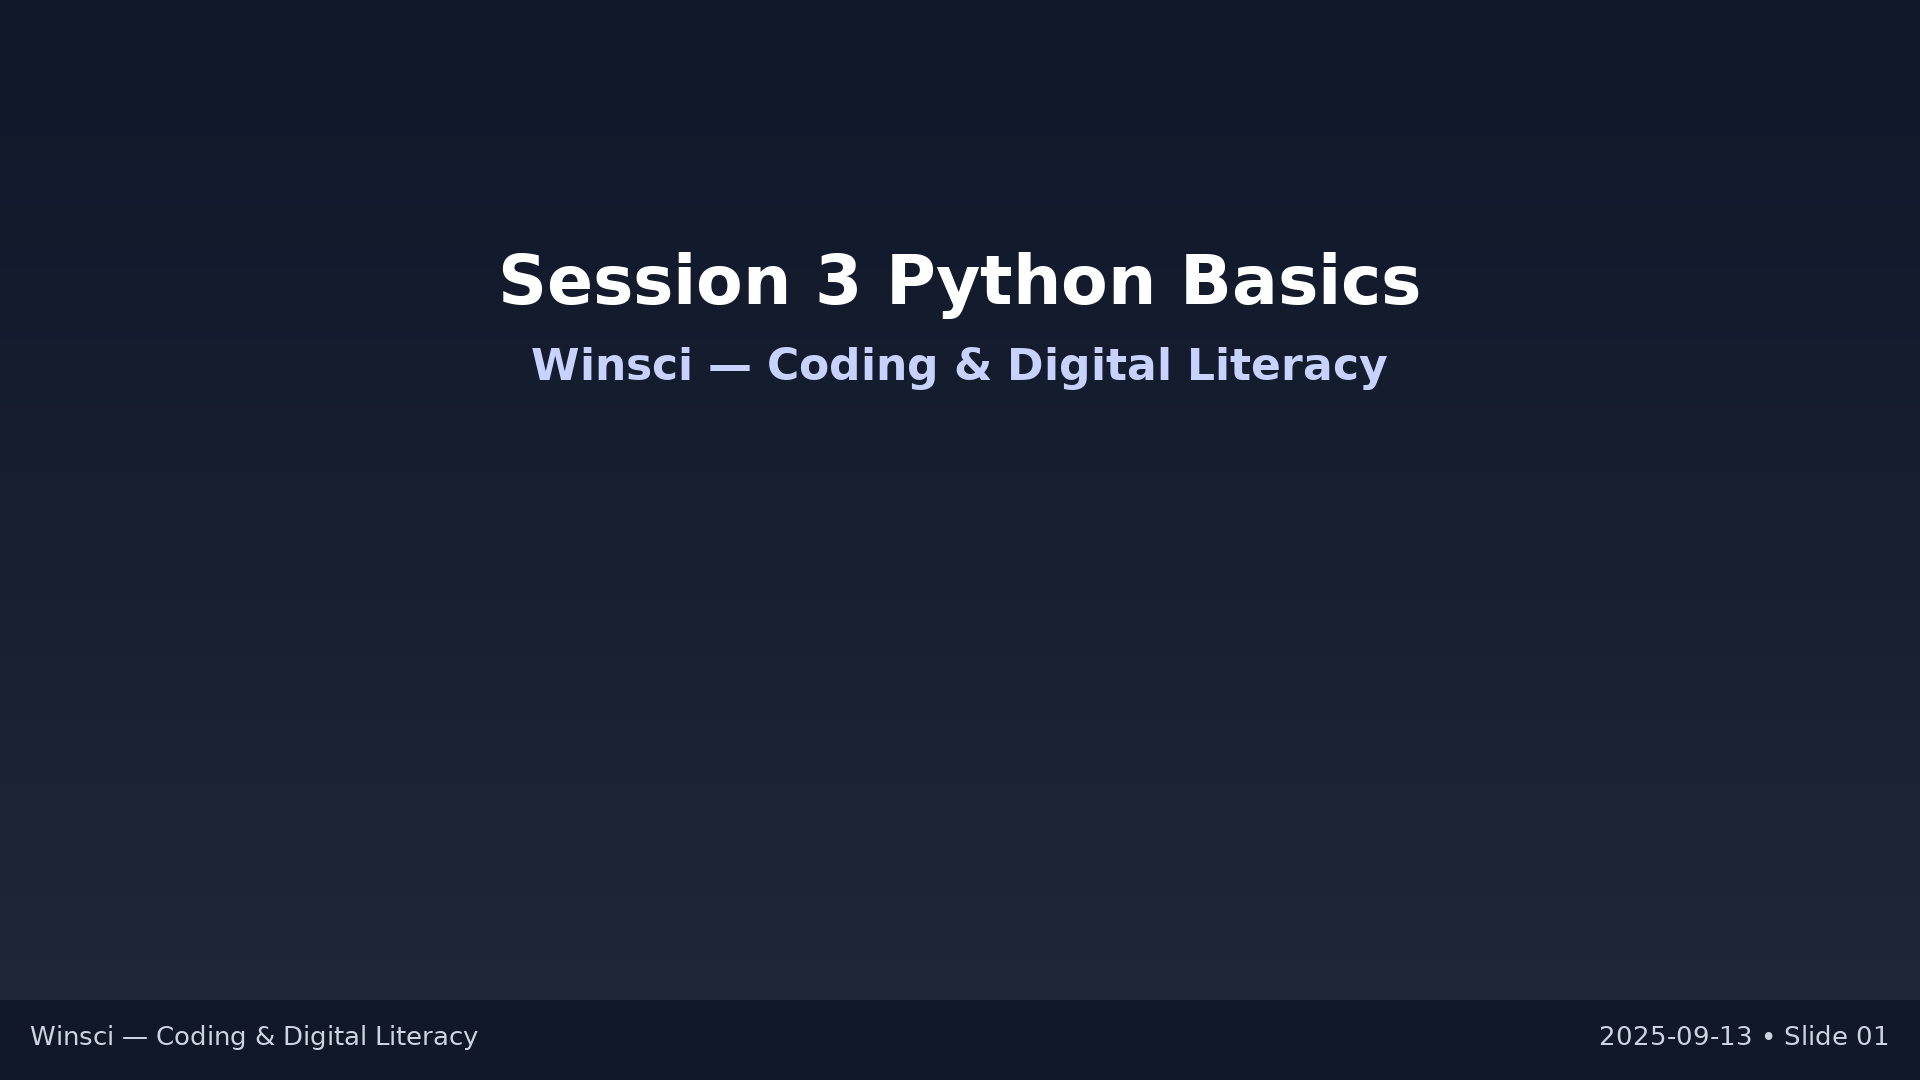 Session 3 Python Basics
Winsci — Coding & Digital Literacy
Winsci — Coding & Digital Literacy
2025-09-13 • Slide 01